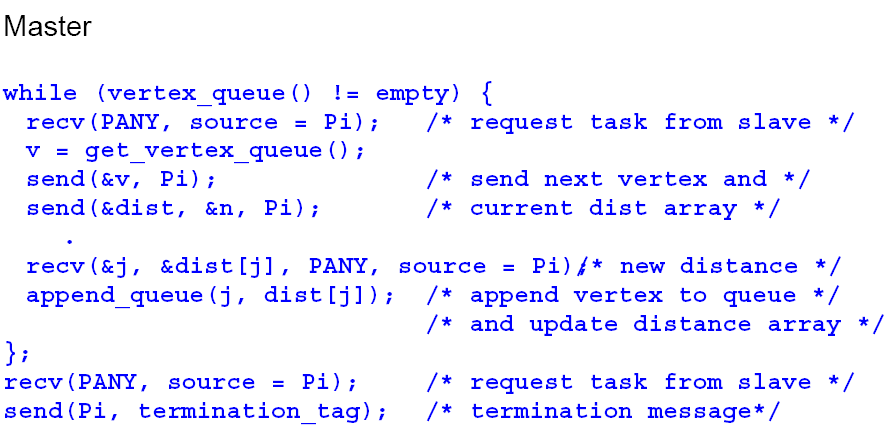 Master
while (vertex_queue() != empty) {
recv(PANY, source = Pi); /* request task from slave */
v = get_vertex_queue();
send(&v, Pi); /* send next vertex and */
send(&dist, &n, Pi); /* current dist array */
.
recv(&j, &dist[j], PANY, source = Pi);/* new distance */
append_queue(j, dist[j]); /* append vertex to queue */
/* and update distance array */
};
recv(PANY, source = Pi); /* request task from slave */
send(Pi, termination_tag); /* termination message*/